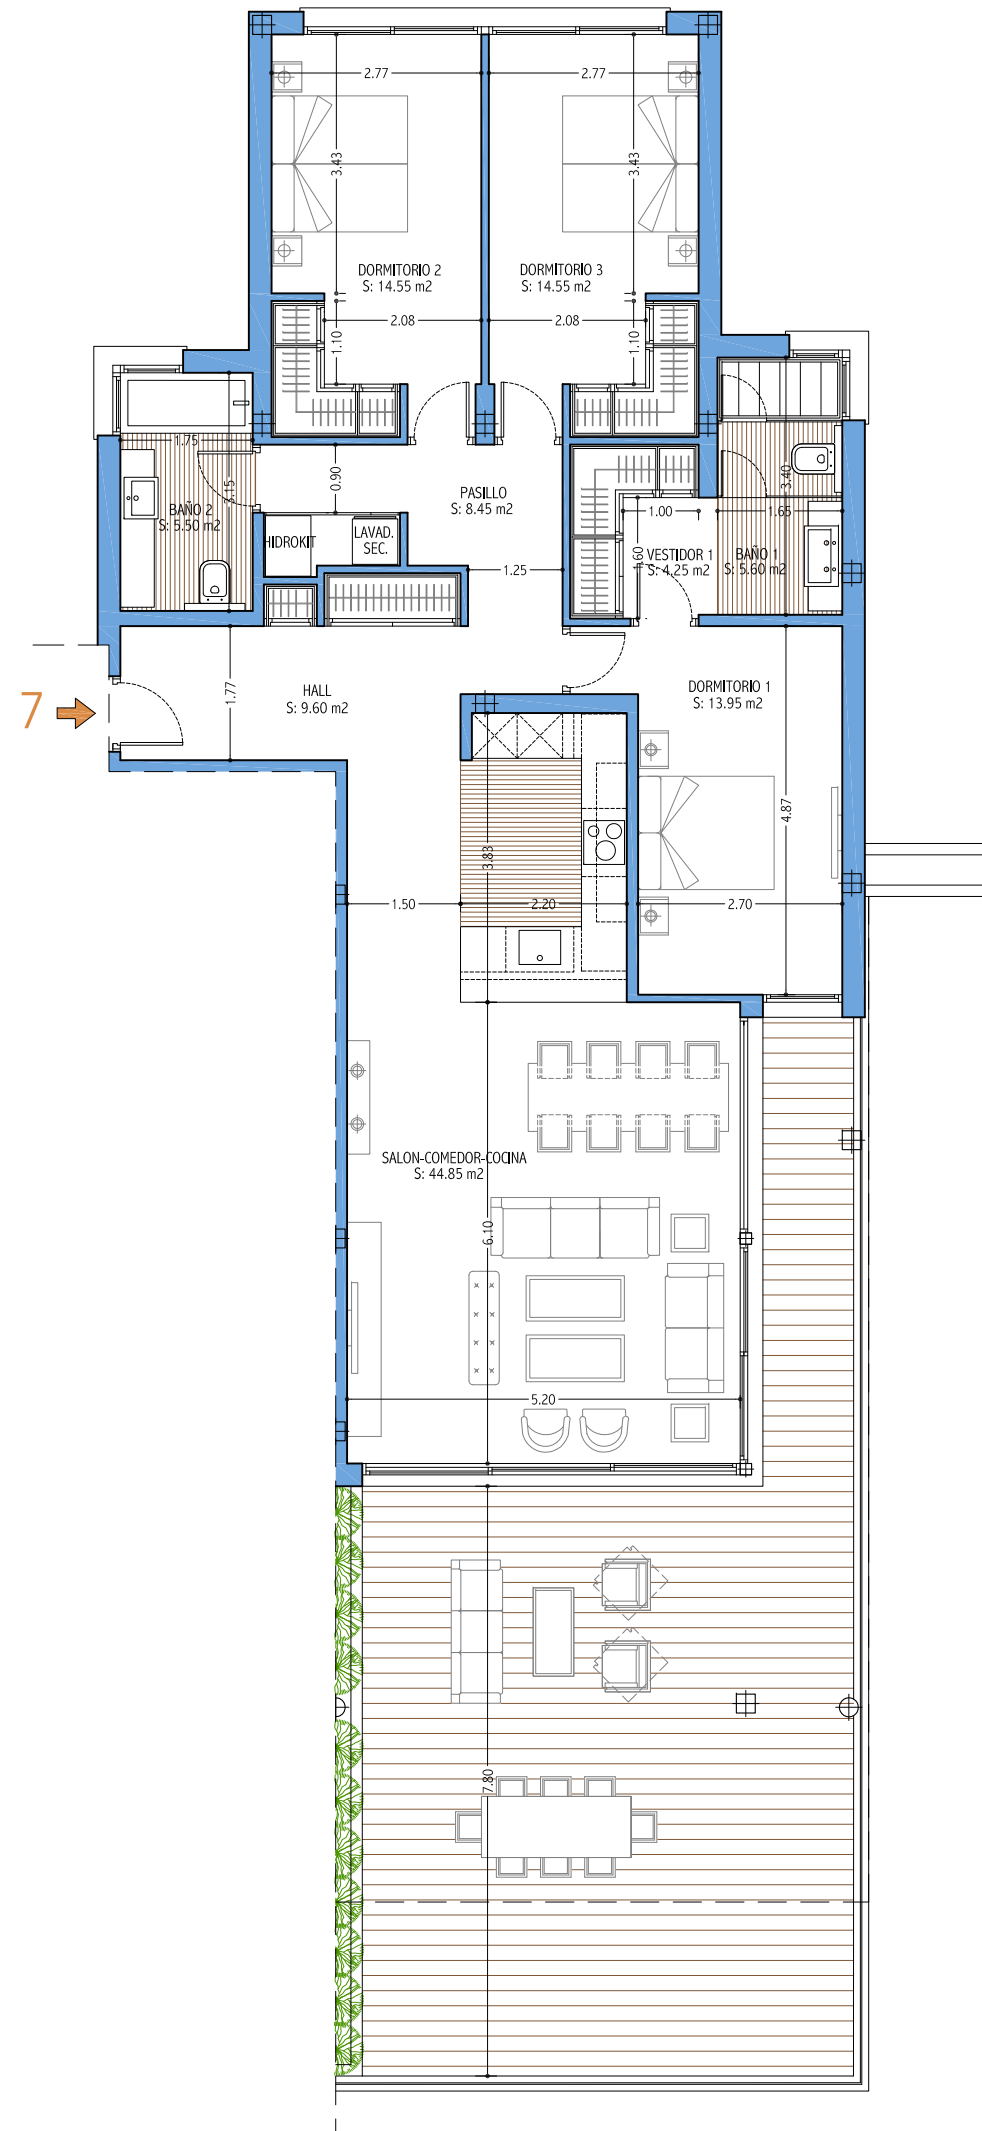 2.77
2.77
3.43
3.43
DORMITORIO 2
S: 14.55 m2
DORMITORIO 3
S: 14.55 m2
2.08
2.08
1.10
1.10
1.75
3.15
BAÑO 2
S: 5.50 m2
0.90
PASILLO
S: 8.45 m2
HIDROKIT
LAVAD.
SEC.
1.25
1.00
VESTIDOR 1
S: 4.25 m2
3.40
1.65
BAÑO 1
S: 5.60 m2
7
1.77
HALL
S: 9.60 m2
DORMITORIO 1
S: 13.95 m2
4.87
3.83
1.50
2.20
2.70
SALON-COMEDOR-COCINA
S: 44.85 m2
6.10
5.20
7.80